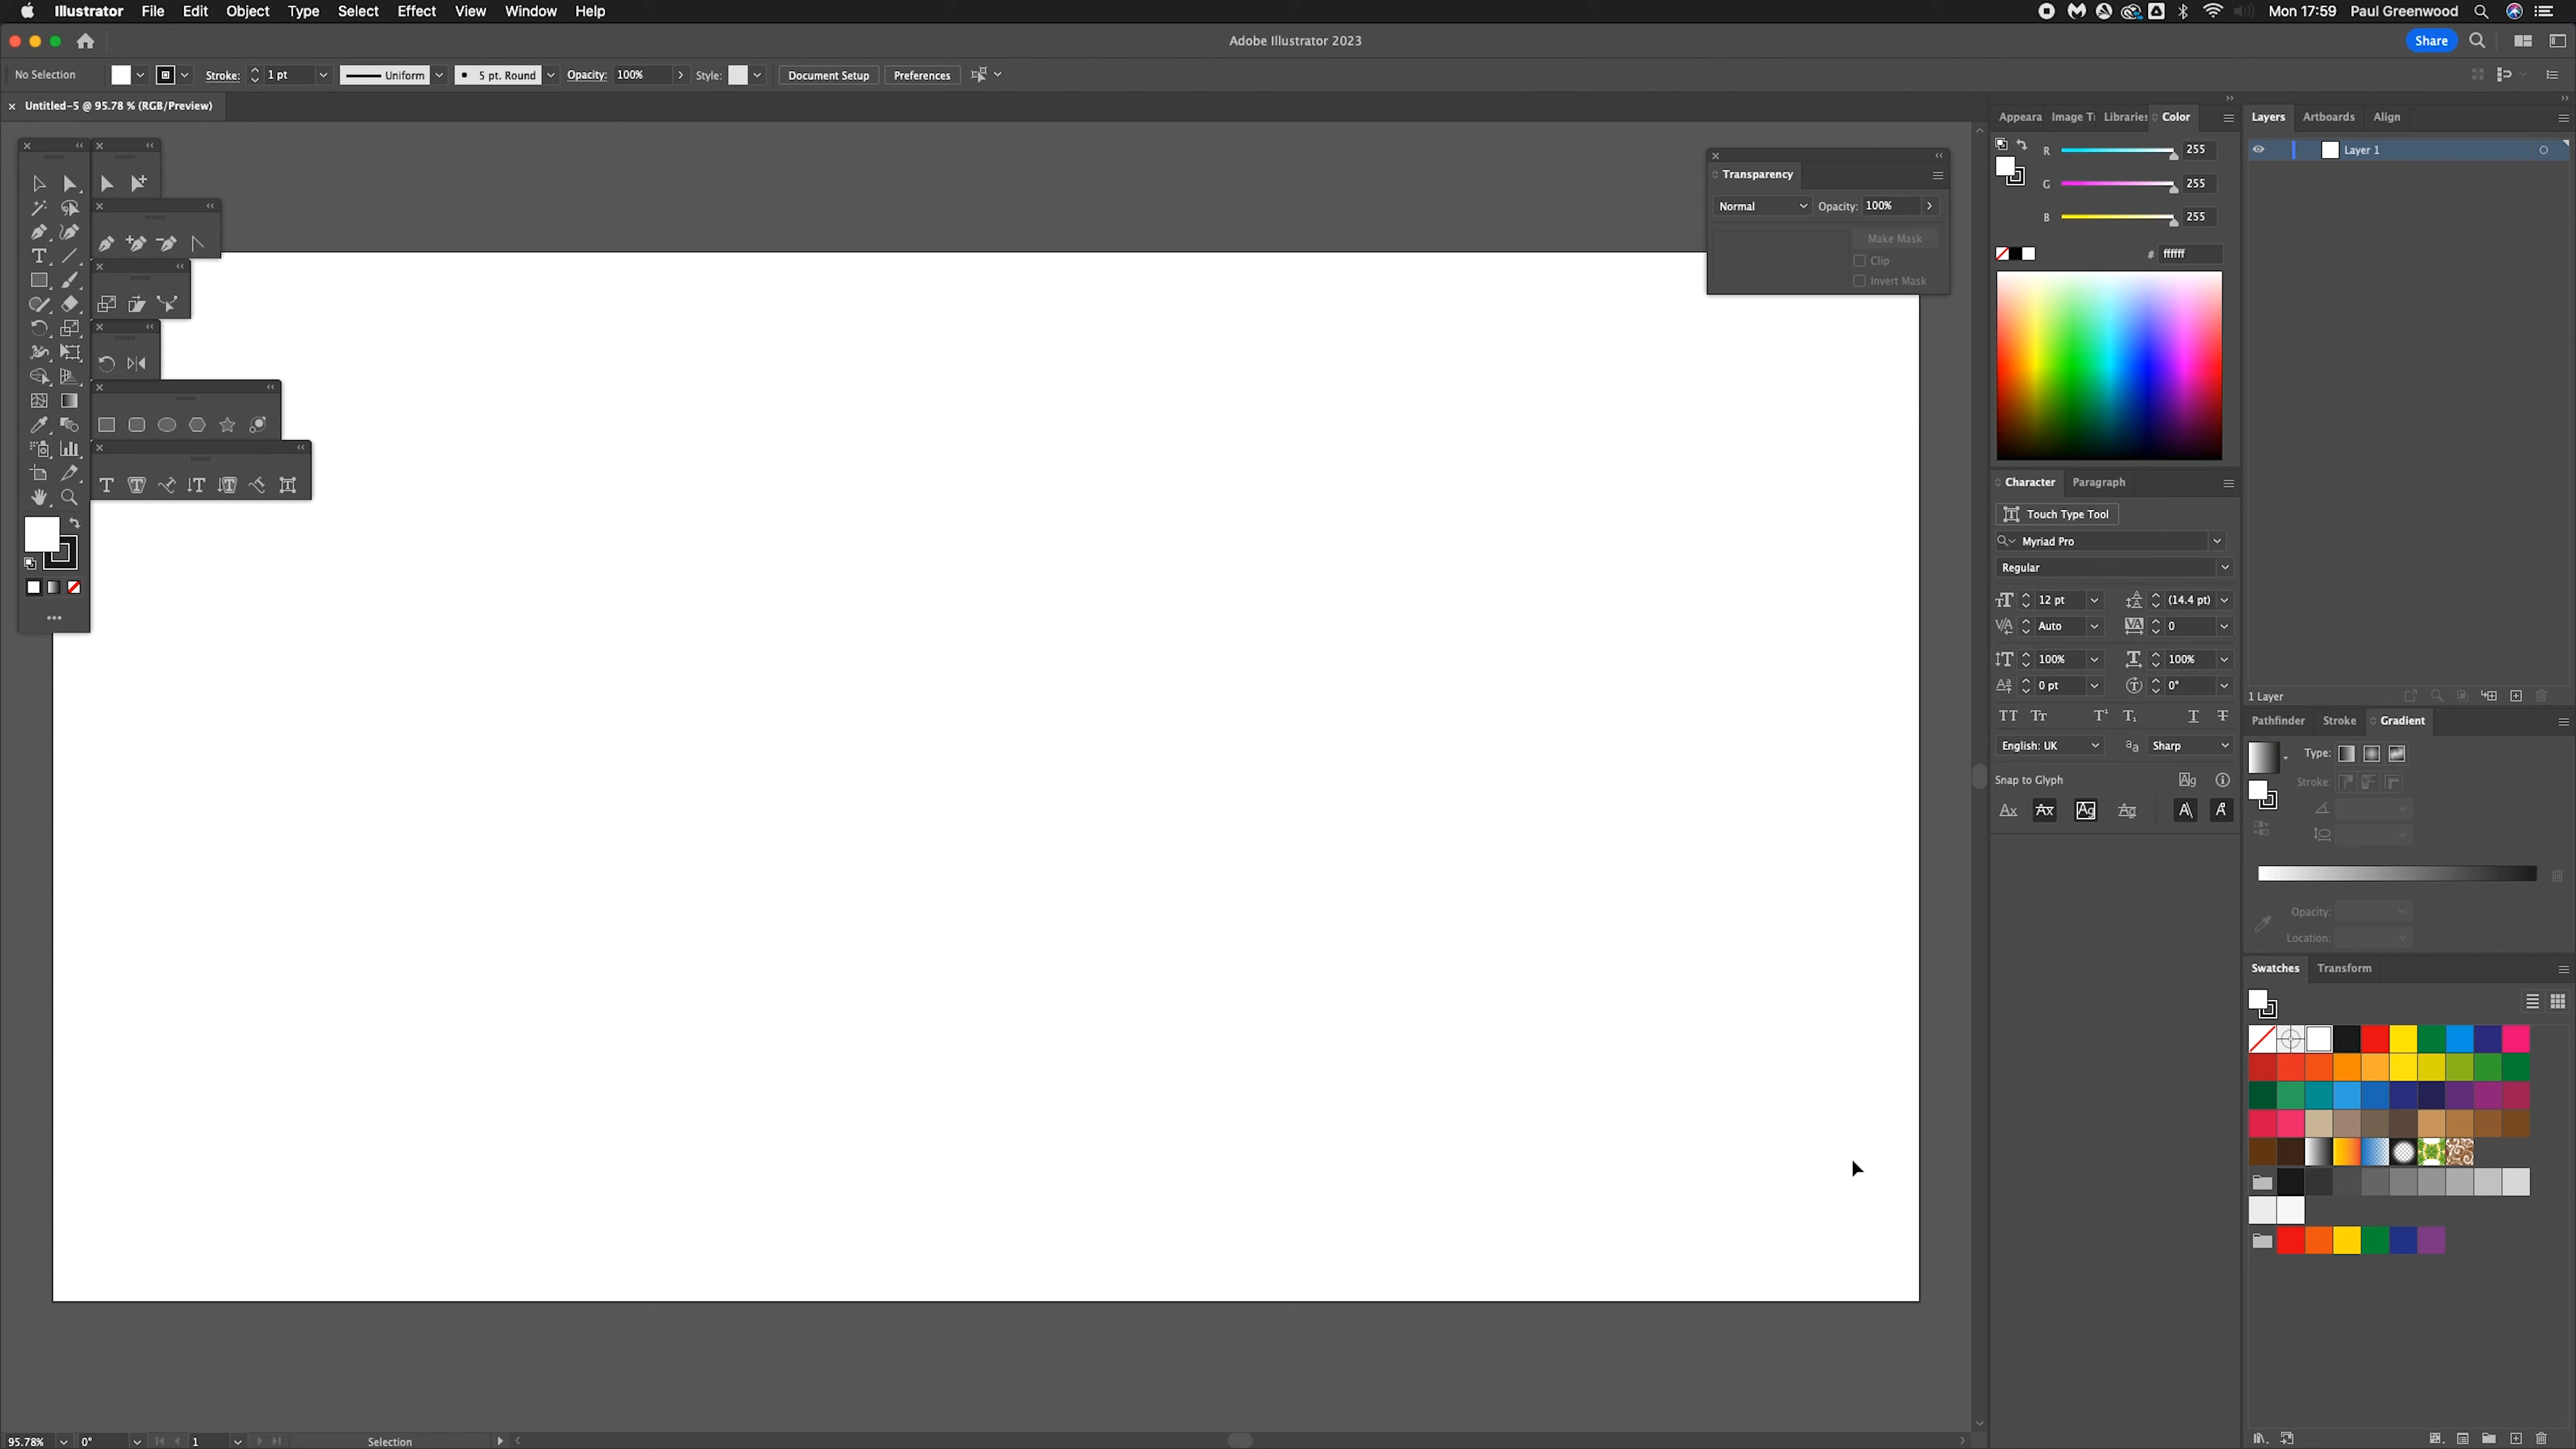 Illustrator File Edit Object Type Select Effect View Window Help Mon 17:59 Paul Greenwood
Adobe Illustrator 2023 Share
No Selection Stroke: 1 pt Uniform 5 pt. Round Opacity: 100% Style: Document Setup Preferences
Untitled-5 @ 95.78 % (RGB/Preview)
Transparency
Normal Opacity: 100%
Make Mask
Clip
Invert Mask
Appeara Image T Libraries Color
R 255
G 255
B 255
# ffffff
Character Paragraph
Touch Type Tool
Myriad Pro
Regular
12 pt (14.4 pt)
Auto 0
100% 100%
0 pt 0°
English: UK Sharp
Snap to Glyph
Layers Artboards Align
Layer 1
1 Layer
Pathfinder Stroke Gradient
Type:
Stroke:
Opacity:
Location:
Swatches Transform
95.78% 0° 1 Selection